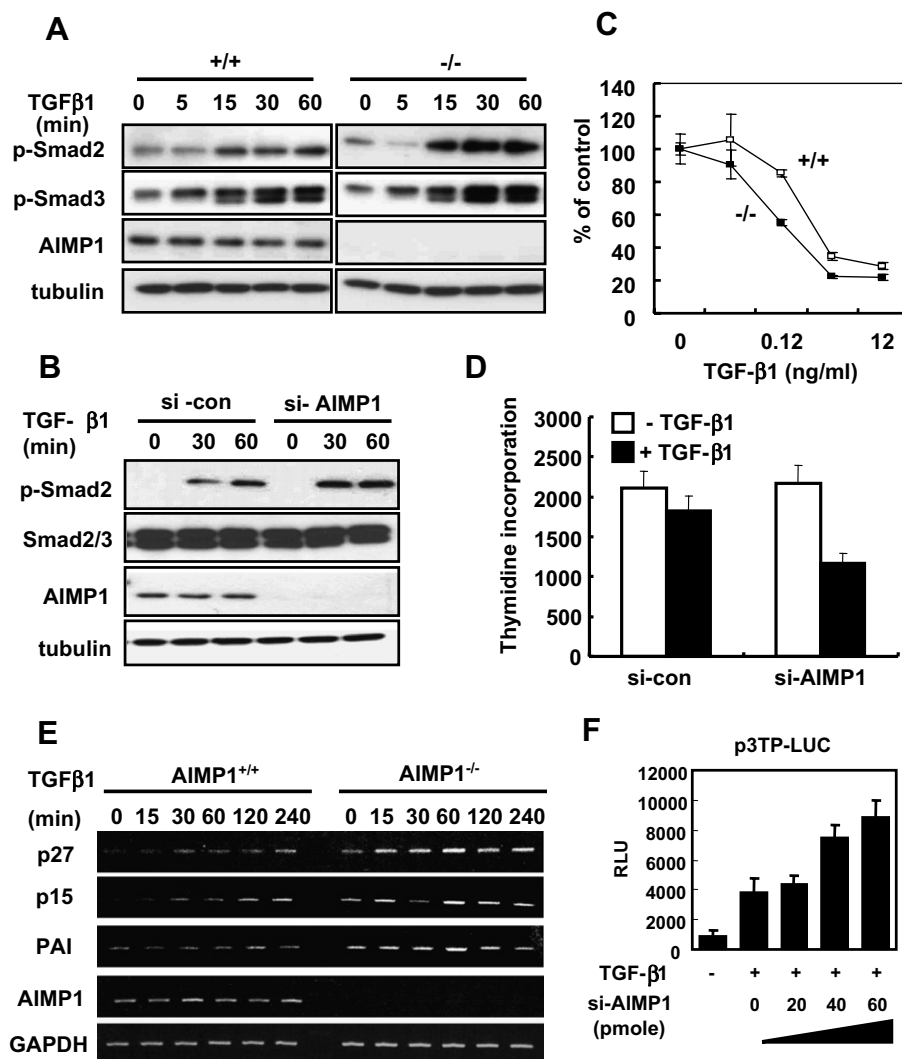 A
+/+
-/-
TGFβ1 0 5 15 30 60 0 5 15 30 60
(min)
p-Smad2
p-Smad3
AIMP1
tubulin
B
si -con
si- AIMP1
TGF- β1
(min)
0 30 60 0 30 60
p-Smad2
Smad2/3
AIMP1
tubulin
C
140
120
100
80
60
40
20
0
% of control
+/+
-/-
0 0.12 12
TGF-β1 (ng/ml)
D
- TGF-β1
+ TGF-β1
2500
2000
1500
1000
500
0
Thymidine incorporation
si-con
si-AIMP1
E
TGFβ1
AIMP1+/+
AIMP1-/-
(min) 0 15 30 60 120 240 0 15 30 60 120 240
p27
p15
PAI
AIMP1
GAPDH
F
p3TP-LUC
12000
10000
8000
6000
4000
2000
0
RLU
TGF-β1 - + + + +
si-AIMP1 0 20 40 60
(pmole)